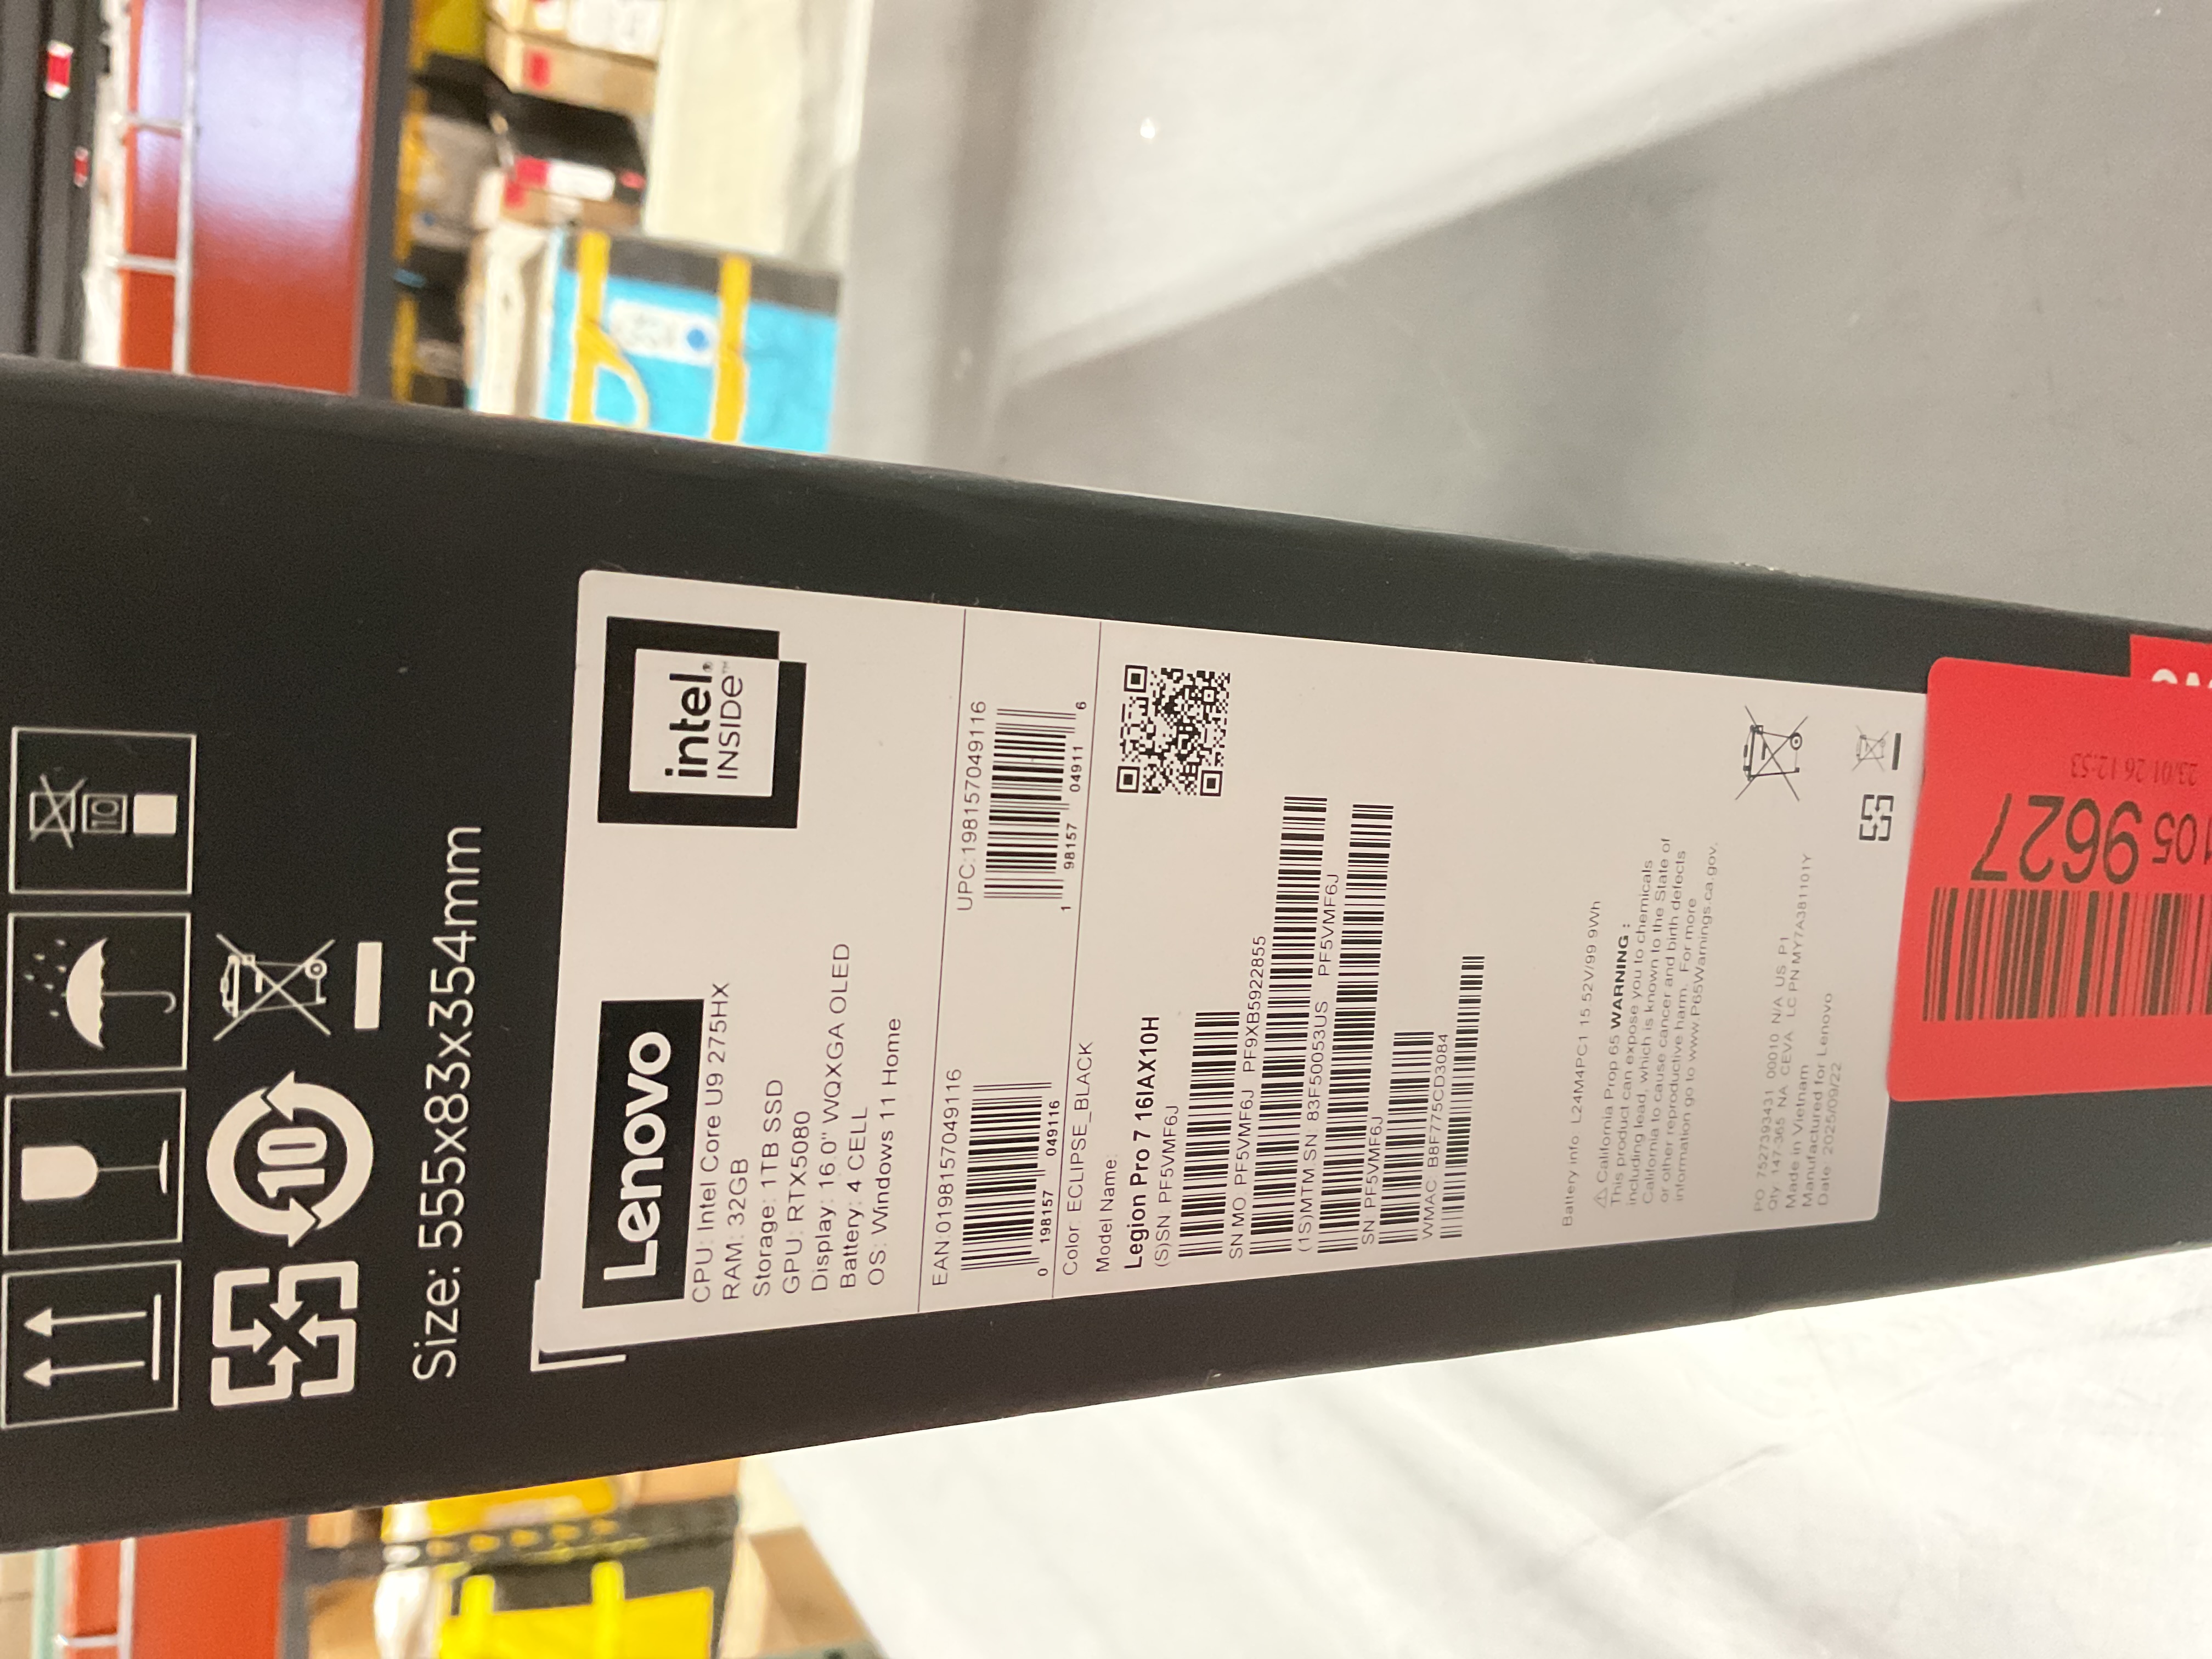 10
10
Size: 555x83x354mm
Lenovo
intel®
INSIDE™
CPU: Intel Core U9 275HX
RAM: 32GB
Storage: 1TB SSD
GPU: RTX5080
Display: 16.0" WQXGA OLED
Battery: 4 CELL
OS: Windows 11 Home
EAN:0198157049116
0 198157 049116
UPC:198157049116
1 98157 04911 6
Color: ECLIPSE_BLACK
Model Name:
Legion Pro 7 16IAX10H
(S)SN: PF5VMF6J
SN MO: PF5VMF6J PF9XB5922855
(1S)MTM SN: 83F50053US PF5VMF6J
SN: PF5VMF6J
WMAC B8F775CD3084
Battery info L24M4PC1 15 52V/99 9Wh
⚠ California Prop 65 WARNING :
This product can expose you to chemicals
including lead, which is known to the State of
California to cause cancer and birth defects
or other reproductive harm. For more
information go to www.P65Warnings.ca.gov.
PO 7527393431 00010 N/A US P1
Qty 147-365 NA CEVA LC PN MY7A381101Y
Made in Vietnam
Manufactured for Lenovo
Date 2025/09/22
05 9627
23/01 26 12:53